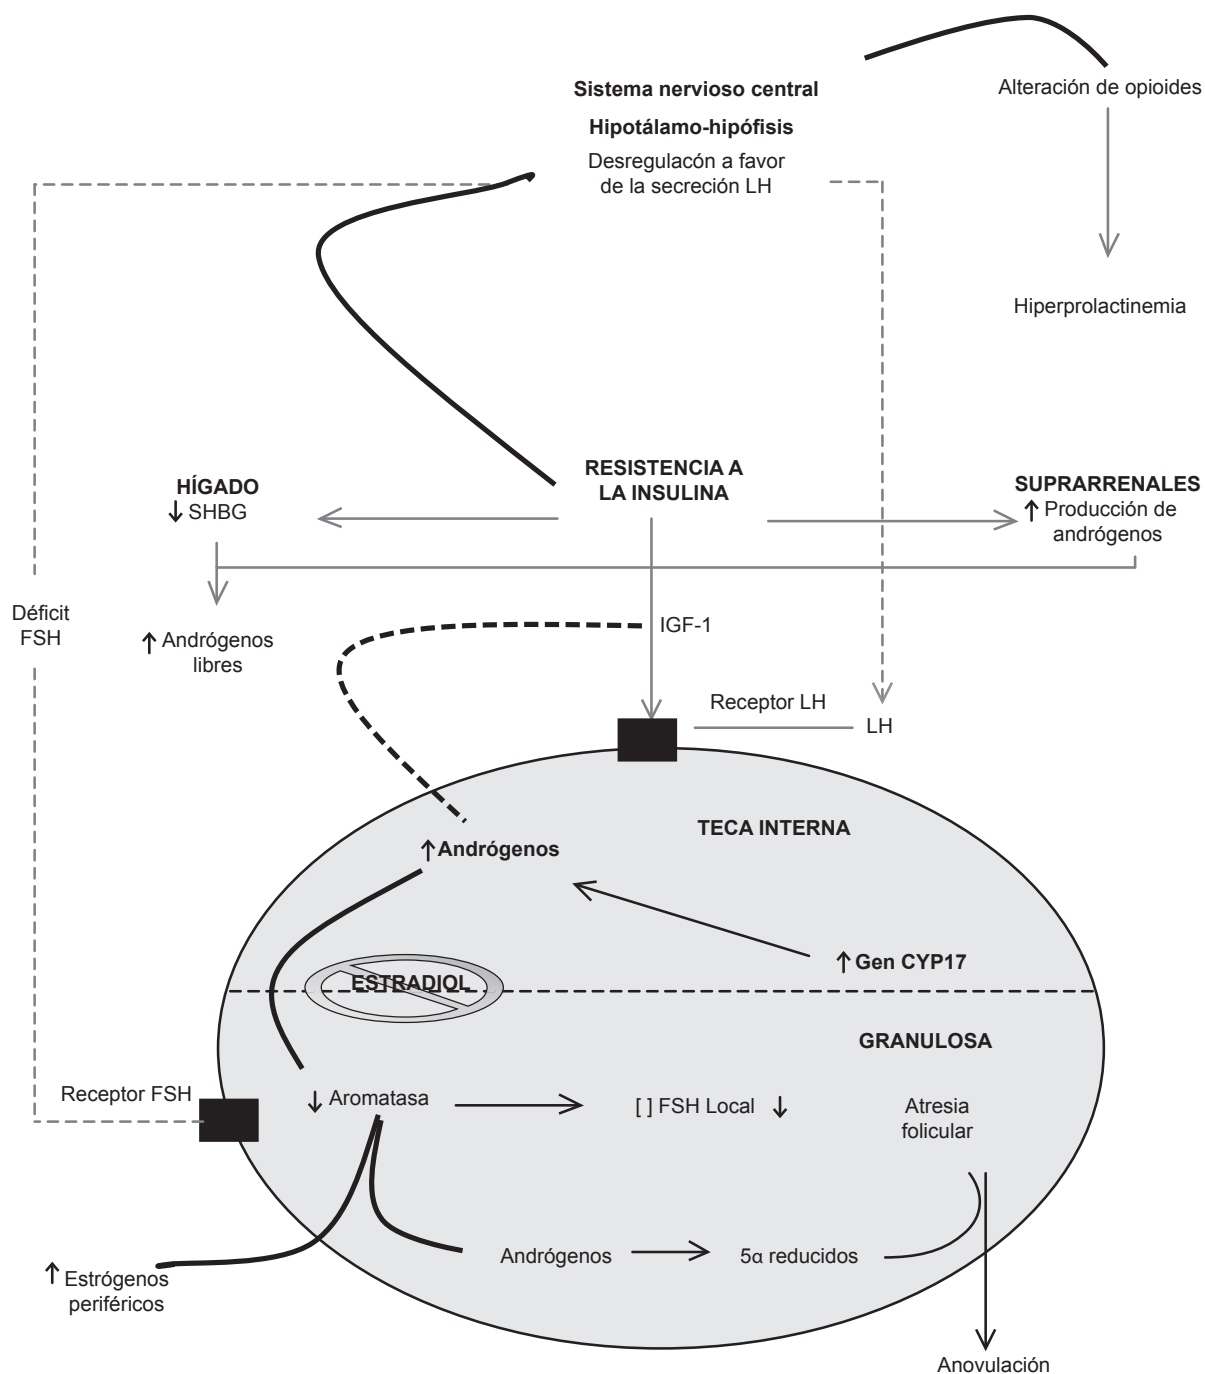 Sistema nervioso central
Hipotálamo-hipófisis
Desregulacón a favor
de la secreción LH
Alteración de opioides
Hiperprolactinemia
RESISTENCIA A
LA INSULINA
HÍGADO
↓ SHBG
SUPRARRENALES
↑ Producción de
andrógenos
Déficit
FSH
↑ Andrógenos
libres
IGF-1
Receptor LH
LH
TECA INTERNA
↑ Andrógenos
↑ Gen CYP17
ESTRADIOL
GRANULOSA
Receptor FSH
↓ Aromatasa
[ ] FSH Local ↓
Atresia
folicular
Andrógenos
5α reducidos
↑ Estrógenos
periféricos
Anovulación